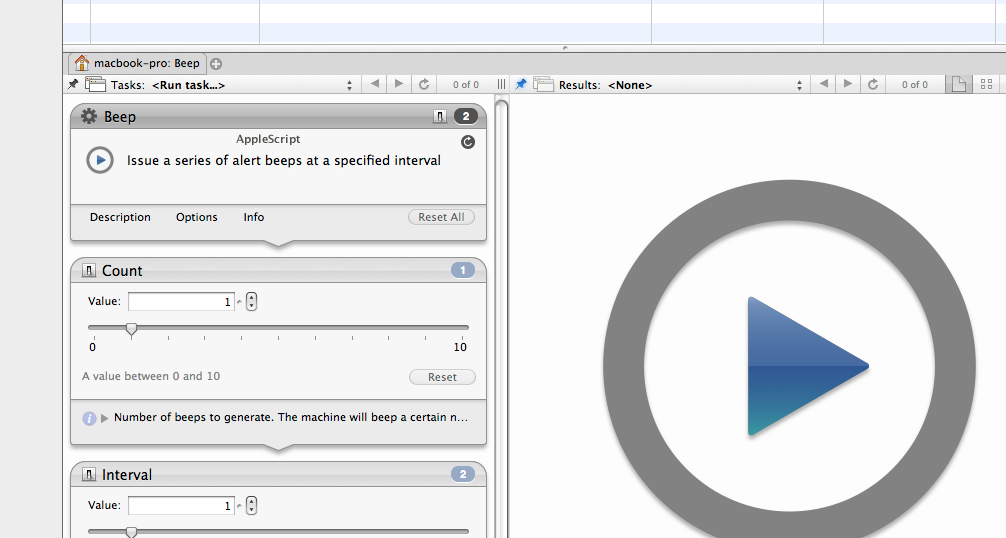 macbook-pro: Beep
Tasks: <Run task...> 0 of 0
Results: <None> 0 of 0
Beep 2
AppleScript
Issue a series of alert beeps at a specified interval
Description Options Info Reset All
Count 1
Value: 1
0 10
A value between 0 and 10 Reset
i Number of beeps to generate. The machine will beep a certain n...
Interval 2
Value: 1